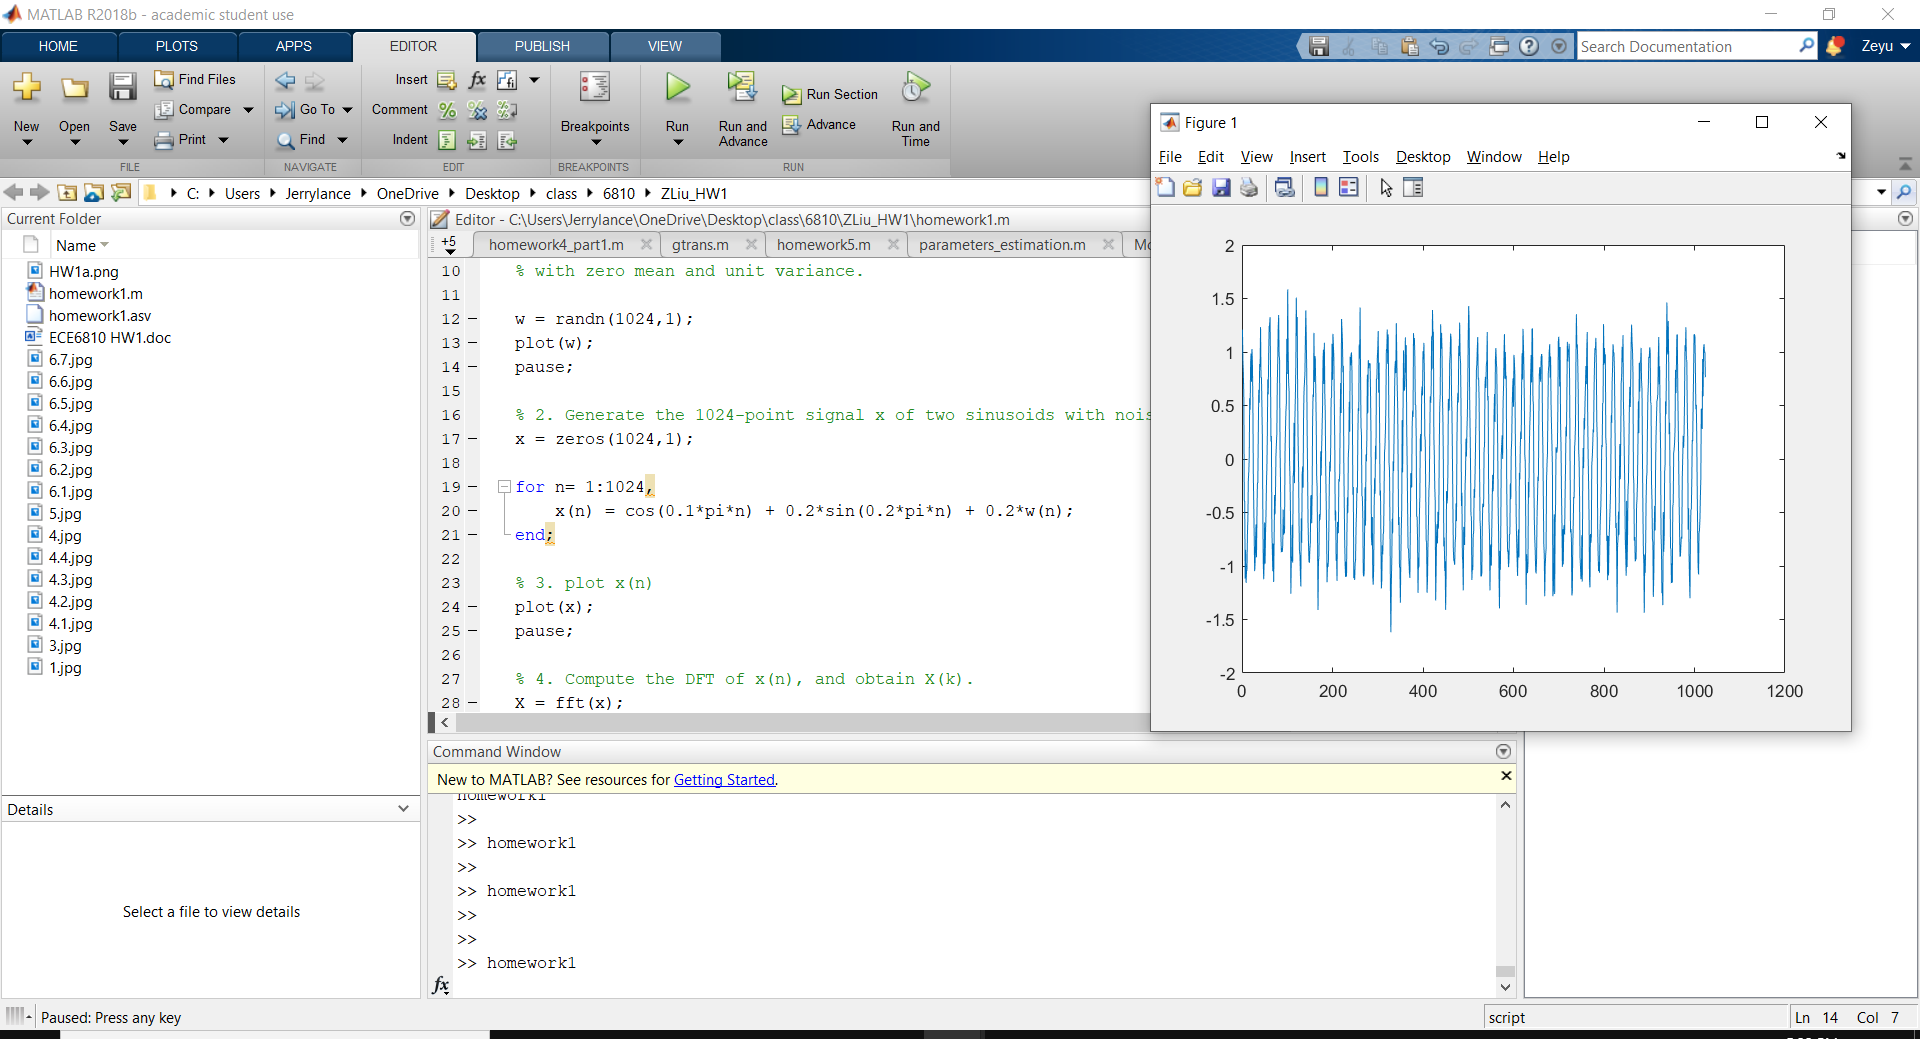 MATLAB R2018b - academic student use
HOME PLOTS APPS EDITOR PUBLISH VIEW
Search Documentation
Zeyu
New
Open
Save
Find Files
Compare
Print
FILE
Go To
Find
NAVIGATE
Insert
Comment
Indent
EDIT
Breakpoints
BREAKPOINTS
Run
Run and
Advance
Run Section
Advance
Run and
Time
RUN
C: Users Jerrylance OneDrive Desktop class 6810 ZLiu_HW1
Current Folder
Name
HW1a.png
homework1.m
homework1.asv
ECE6810 HW1.doc
6.7.jpg
6.6.jpg
6.5.jpg
6.4.jpg
6.3.jpg
6.2.jpg
6.1.jpg
5.jpg
4.jpg
4.4.jpg
4.3.jpg
4.2.jpg
4.1.jpg
3.jpg
1.jpg
Details
Select a file to view details
Editor - C:\Users\Jerrylance\OneDrive\Desktop\class\6810\ZLiu_HW1\homework1.m
+5 homework4_part1.m gtrans.m homework5.m parameters_estimation.m
10 % with zero mean and unit variance.
11
12 – w = randn(1024,1);
13 – plot(w);
14 – pause;
15
16 % 2. Generate the 1024-point signal x of two sinusoids with nois
17 – x = zeros(1024,1);
18
19 – for n= 1:1024,
20 – x(n) = cos(0.1*pi*n) + 0.2*sin(0.2*pi*n) + 0.2*w(n);
21 – end;
22
23 % 3. plot x(n)
24 – plot(x);
25 – pause;
26
27 % 4. Compute the DFT of x(n), and obtain X(k).
28 – X = fft(x);
Command Window
New to MATLAB? See resources for Getting Started.
homework1
>>
>> homework1
>>
>> homework1
>>
>>
>> homework1
fx
Figure 1
File Edit View Insert Tools Desktop Window Help
2
1.5
1
0.5
0
-0.5
-1
-1.5
-2
0 200 400 600 800 1000 1200
Paused: Press any key
script
Ln 14 Col 7